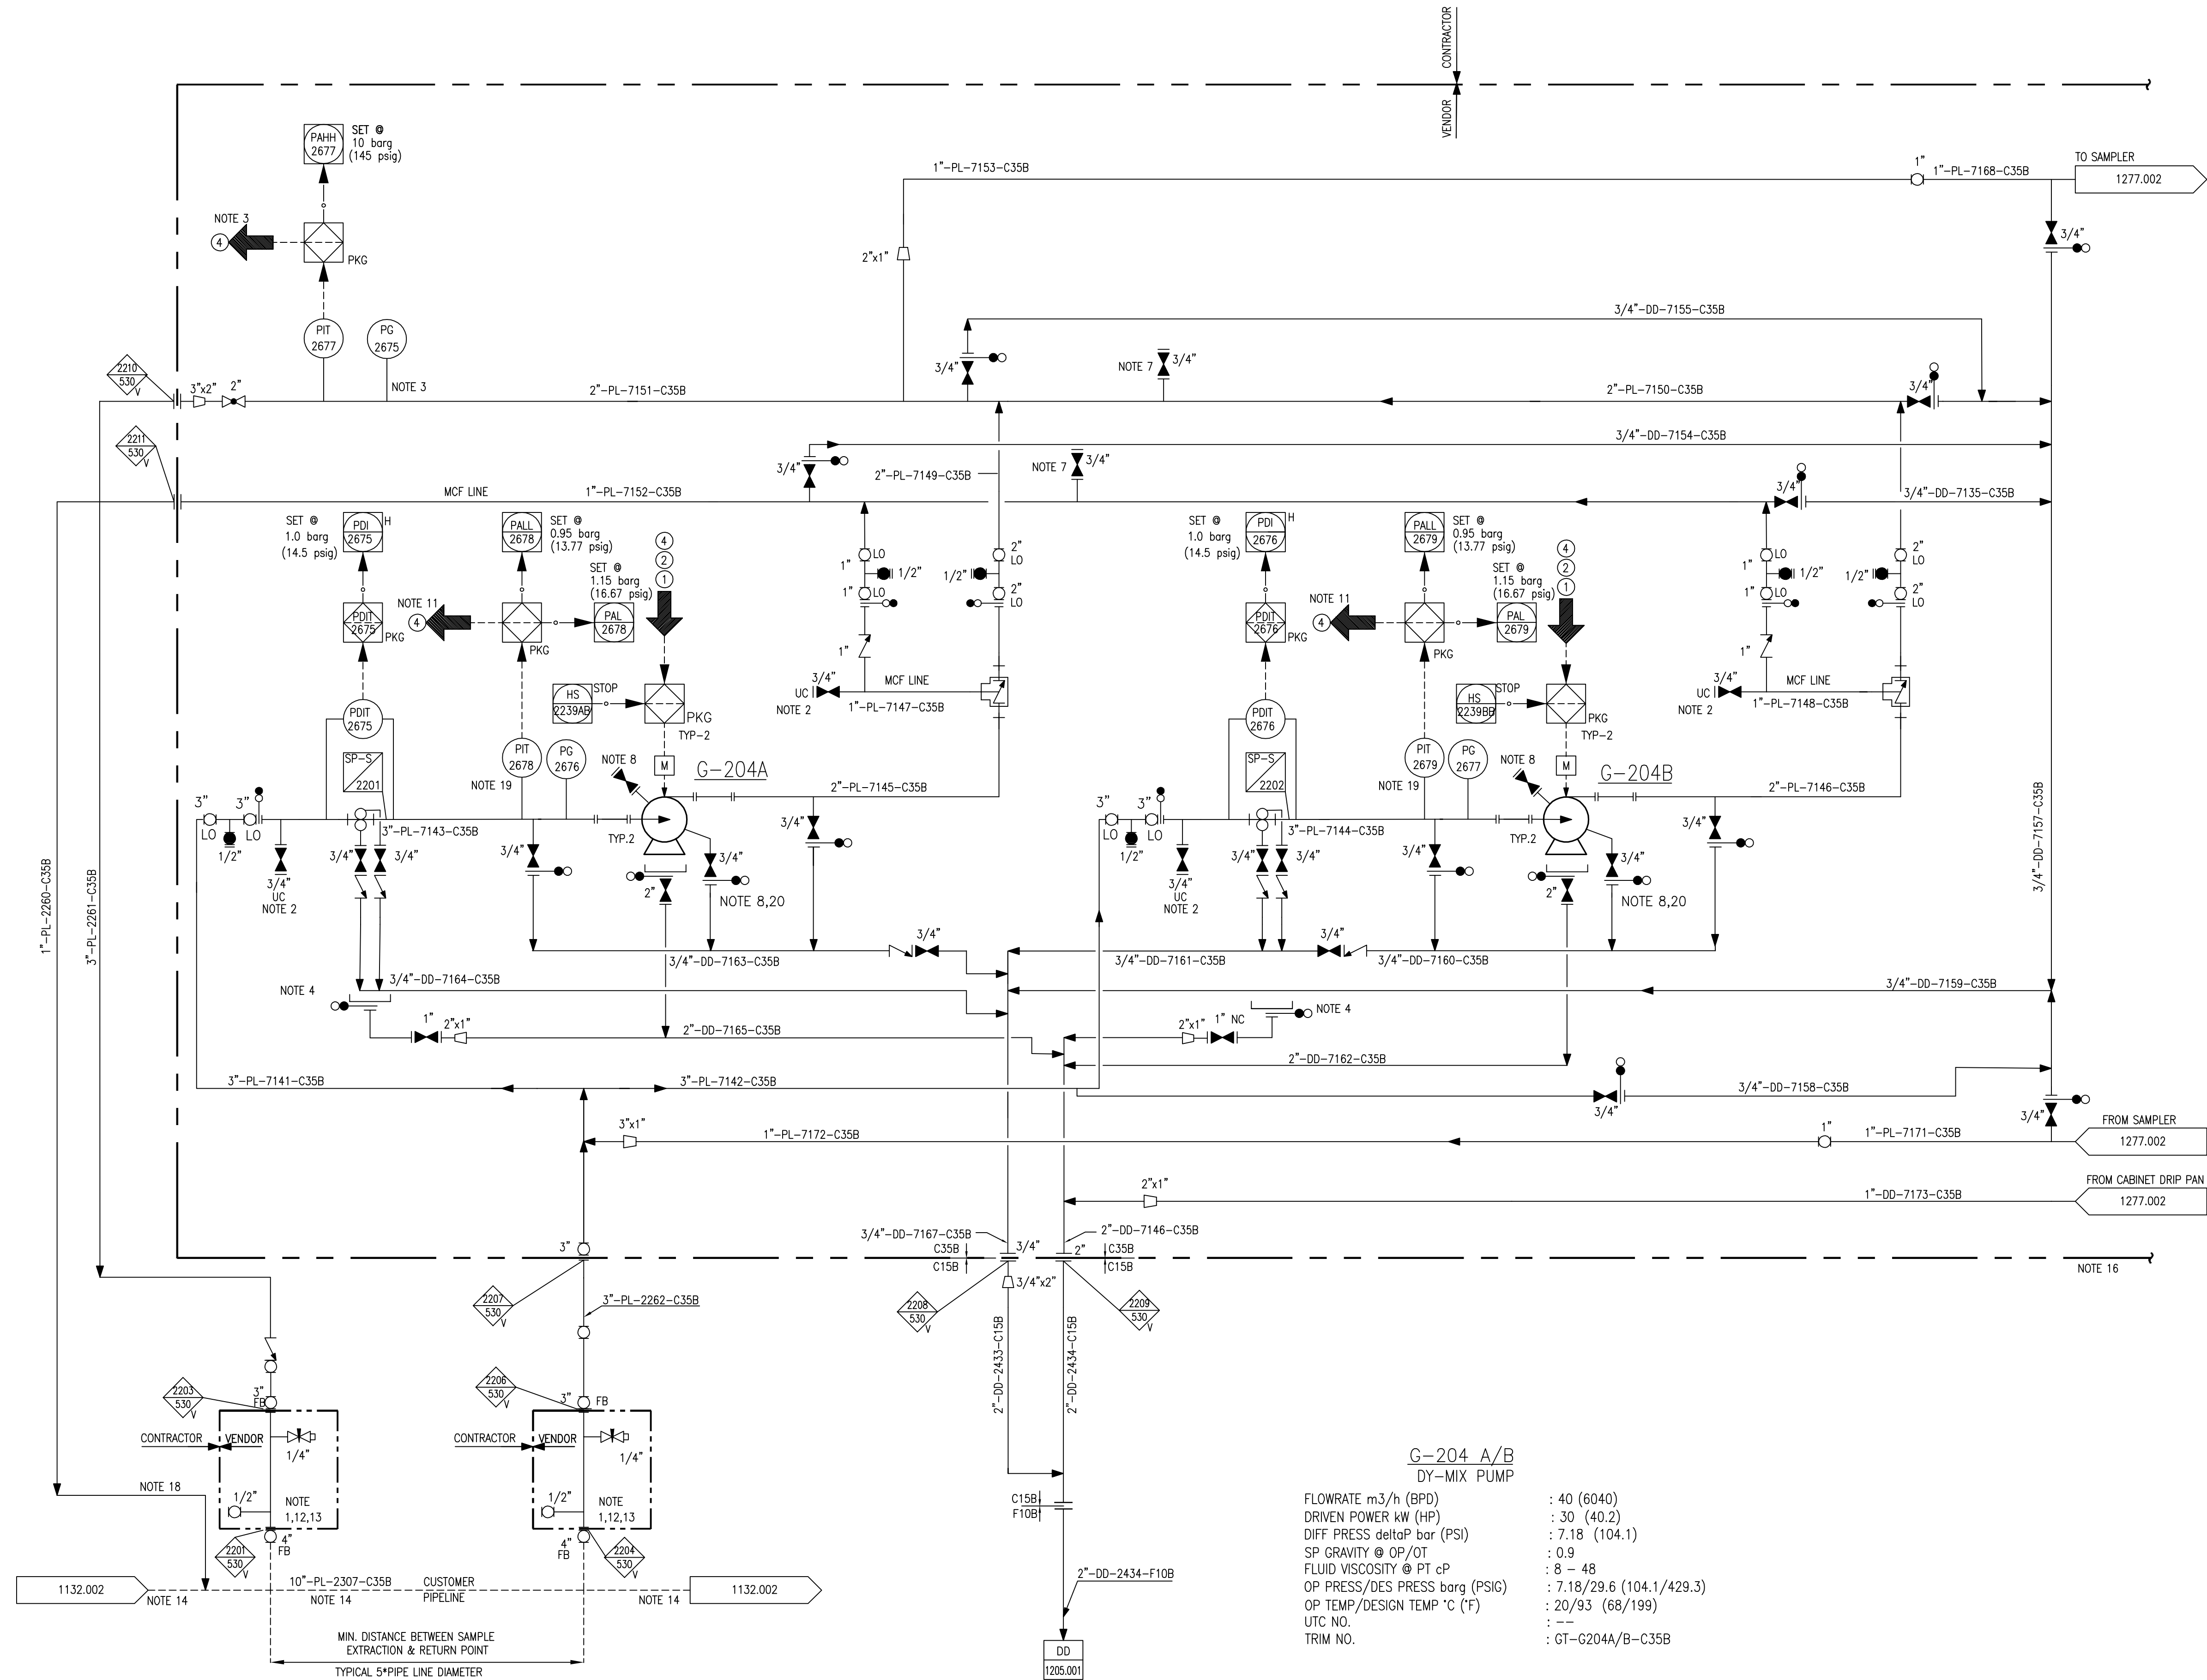 CONTRACTOR
VENDOR
PAHH
2677
SET @
10 barg
(145 psig)
NOTE 3
4
PKG
PIT
2677
PG
2675
NOTE 3
1"-PL-7153-C35B
1"
1"-PL-7168-C35B
TO SAMPLER
1277.002
3/4"
2"x1"
3/4"-DD-7155-C35B
3/4"
NOTE 7
3/4"
2210
530
V
3"x2"
2"
2"-PL-7151-C35B
2"-PL-7150-C35B
3/4"
2211
530
V
3/4"-DD-7154-C35B
3/4"
2"-PL-7149-C35B
NOTE 7
3/4"
MCF LINE
1"-PL-7152-C35B
3/4"
3/4"-DD-7135-C35B
SET @
1.0 barg
(14.5 psig)
PDI
2675
H
PALL
2678
SET @
0.95 barg
(13.77 psig)
SET @
1.15 barg
(16.67 psig)
4
2
1
LO
1"
1/2"
1"
LO
2"
LO
1/2"
2"
LO
PDIT
2675
PKG
NOTE 11
4
PKG
PAL
2678
1"
3/4"
UC
NOTE 2
MCF LINE
1"-PL-7147-C35B
HS
2239AB
STOP
PKG
TYP-2
PDIT
2675
SP-S
2201
PIT
2678
NOTE 19
PG
2676
NOTE 8
M
G-204A
2"-PL-7145-C35B
TYP.2
3"
LO
3"
LO
1/2"
3/4"
UC
NOTE 2
3"-PL-7143-C35B
3/4"
3/4"
3/4"
3/4"
3/4"
2"
NOTE 8,20
SET @
1.0 barg
(14.5 psig)
PDI
2676
H
PALL
2679
SET @
0.95 barg
(13.77 psig)
SET @
1.15 barg
(16.67 psig)
4
2
1
LO
1"
1/2"
1"
LO
2"
LO
1/2"
2"
LO
PDIT
2676
PKG
NOTE 11
4
PKG
PAL
2679
1"
3/4"
UC
NOTE 2
MCF LINE
1"-PL-7148-C35B
HS
2239BB
STOP
PKG
TYP-2
PDIT
2676
SP-S
2202
PIT
2679
NOTE 19
PG
2677
NOTE 8
M
G-204B
2"-PL-7146-C35B
TYP.2
3"
LO
3"
LO
1/2"
3/4"
UC
NOTE 2
3"-PL-7144-C35B
3/4"
3/4"
3/4"
3/4"
3/4"
2"
NOTE 8,20
3/4"-DD-7157-C35B
1"-PL-2260-C35B
3"-PL-2261-C35B
3/4"-DD-7163-C35B
3/4"
3/4"-DD-7161-C35B
3/4"
3/4"-DD-7160-C35B
NOTE 4
3/4"-DD-7164-C35B
3/4"-DD-7159-C35B
1"
2"x1"
2"-DD-7165-C35B
2"x1"
1" NC
NOTE 4
2"-DD-7162-C35B
3"-PL-7141-C35B
3"-PL-7142-C35B
3/4"
3/4"-DD-7158-C35B
3/4"
3"x1"
1"-PL-7172-C35B
1"
1"-PL-7171-C35B
FROM SAMPLER
1277.002
2"x1"
1"-DD-7173-C35B
FROM CABINET DRIP PAN
1277.002
3"
3/4"-DD-7167-C35B
C35B
C15B
3/4"
3/4"x2"
2"-DD-7146-C35B
2"
C35B
C15B
NOTE 16
2207
530
V
3"-PL-2262-C35B
2208
530
V
2209
530
V
2"-DD-2433-C15B
2"-DD-2434-C15B
2203
530
V
3"
FB
2206
530
V
3"
FB
CONTRACTOR
VENDOR
1/4"
CONTRACTOR
VENDOR
1/4"
NOTE 18
1/2"
NOTE
1,12,13
1/2"
NOTE
1,12,13
4"
FB
2201
530
V
4"
FB
2204
530
V
C15B
F10B
1132.002
NOTE 14
10"-PL-2307-C35B
NOTE 14
CUSTOMER
PIPELINE
NOTE 14
1132.002
MIN. DISTANCE BETWEEN SAMPLE
EXTRACTION & RETURN POINT
TYPICAL 5*PIPE LINE DIAMETER
2"-DD-2434-F10B
DD
1205.001
G-204 A/B
DY-MIX PUMP
FLOWRATE m3/h (BPD) : 40 (6040)
DRIVEN POWER kW (HP) : 30 (40.2)
DIFF PRESS deltaP bar (PSI) : 7.18 (104.1)
SP GRAVITY @ OP/OT : 0.9
FLUID VISCOSITY @ PT cP : 8 - 48
OP PRESS/DES PRESS barg (PSIG) : 7.18/29.6 (104.1/429.3)
OP TEMP/DESIGN TEMP °C (°F) : 20/93 (68/199)
UTC NO. : --
TRIM NO. : GT-G204A/B-C35B